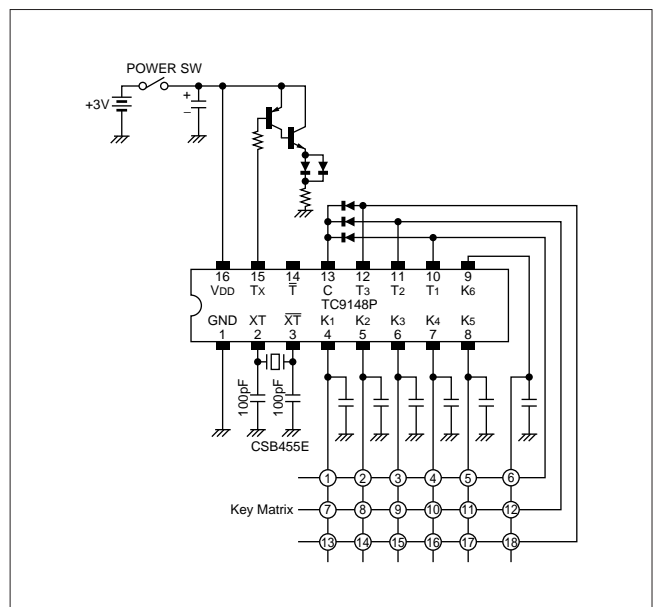 POWER SW
+3V
+
−
16 15 14 13 12 11 10 9
VDD TX T̅ C T3 T2 T1 K6
TC9148P
GND XT X̅T̅ K1 K2 K3 K4 K5
1 2 3 4 5 6 7 8
100pF 100pF
CSB455E
1 2 3 4 5 6
Key Matrix 7 8 9 10 11 12
13 14 15 16 17 18